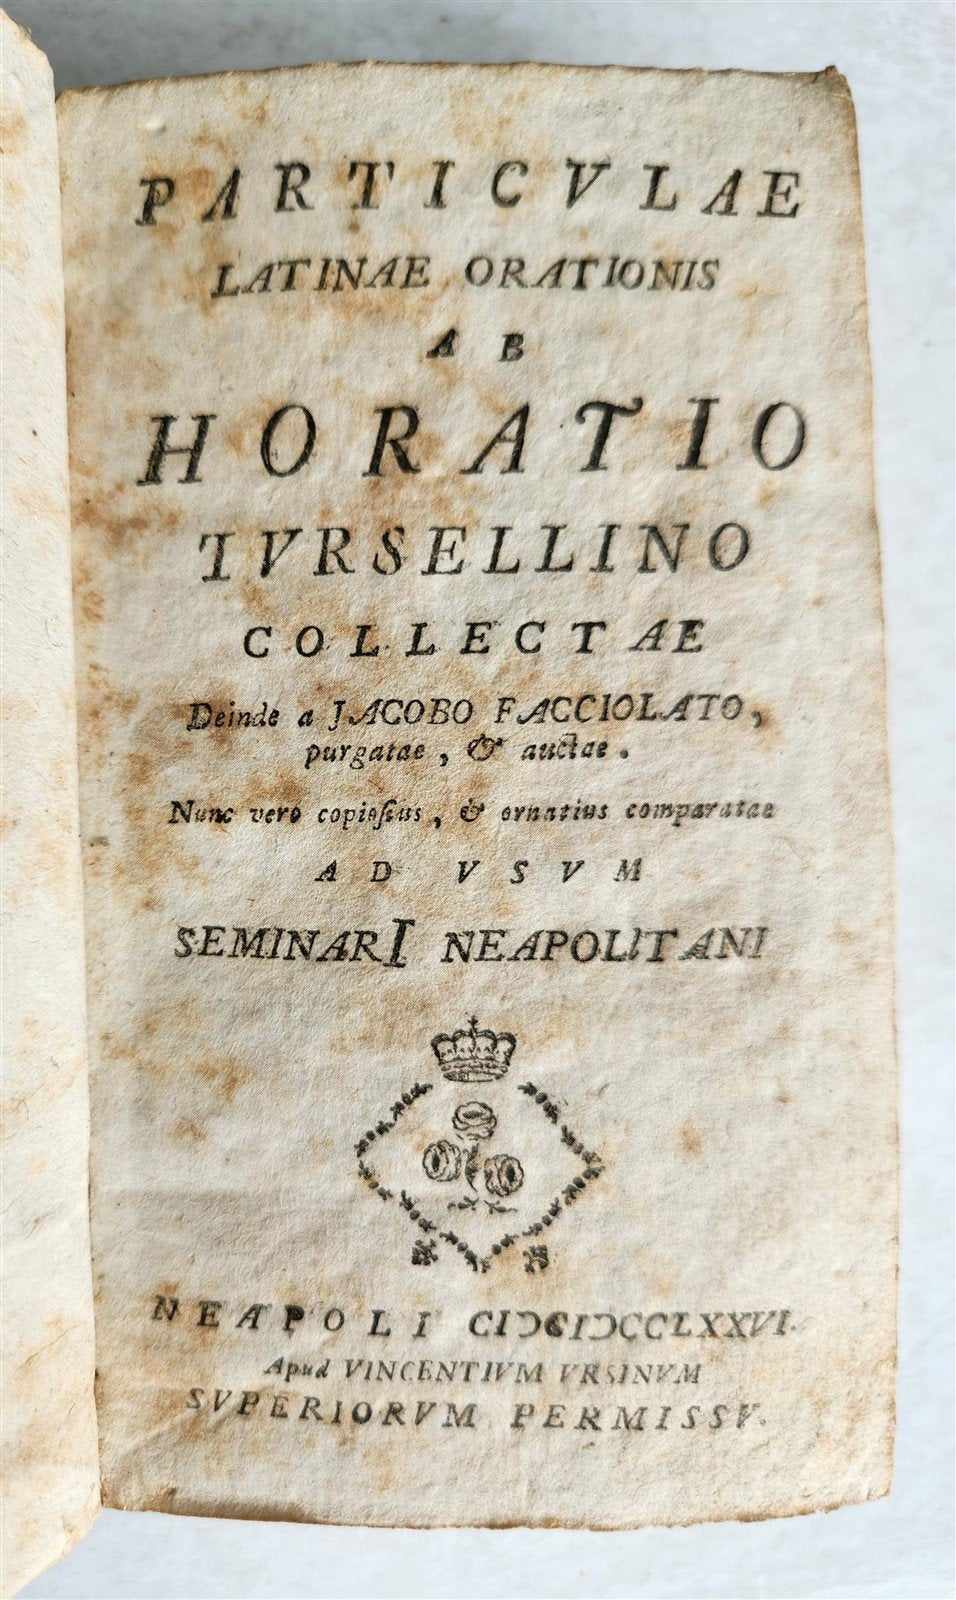 PARTICVLAE
LATINAE ORATIONIS
AB
HORATIO
TVRSELLINO
COLLECTAE
Deinde a JACOBO FACCIOLATO,
purgatae, & auctae.
Nunc vero copiosius, & ornatius comparatae
AD VSVM
SEMINARI NEAPOLITANI
NEAPOLI CIƆIƆCCLXXVI.
Apud VINCENTIVM VRSINVM
SVPERIORVM PERMISSV.